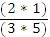 (2 * 1)
(3 * 5)